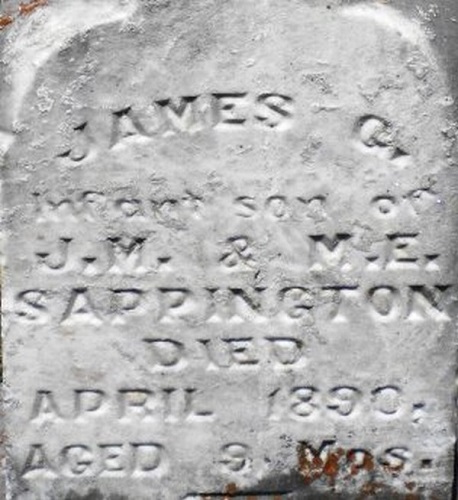 JAMES G.
Infant son of
J.M. & M.E.
SAPPINGTON
DIED
APRIL 1890,
AGED 9 Mos.